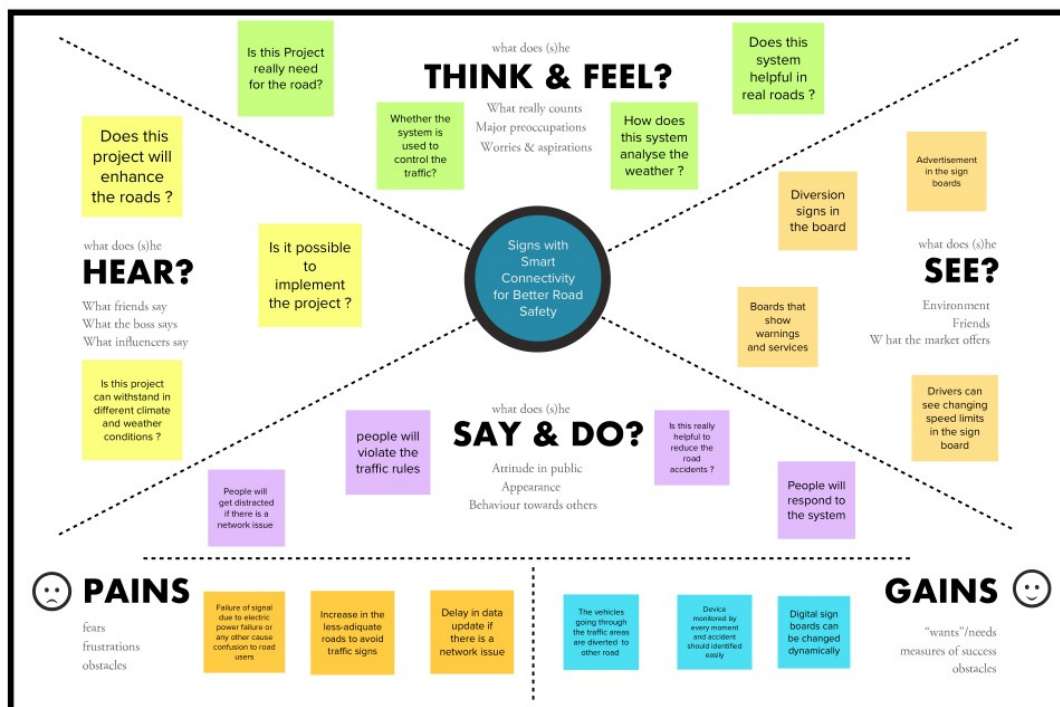 Is this Project
really need
for the road?
what does (s)he
THINK & FEEL?
What really counts
Major preoccupations
Worries & aspirations
Whether the
system is
used to
control the
traffic?
How does
this system
analyse the
weather ?
Does this
system
helpful in
real roads ?
Does this
project will
enhance
the roads ?
what does (s)he
HEAR?
What friends say
What the boss says
What influencers say
Is it possible
to
implement
the project ?
Is this project
can withstand in
different climate
and weather
conditions ?
Signs with
Smart
Connectivity
for Better Road
Safety
Advertisement
in the sign
boards
Diversion
signs in
the board
what does (s)he
SEE?
Environment
Friends
W hat the market offers
Boards that
show
warnings
and services
Drivers can
see changing
speed limits
in the sign
board
what does (s)he
SAY & DO?
Attitude in public
Appearance
Behaviour towards others
people will
violate the
traffic rules
People will
get distracted
if there is a
network issue
Is this really
helpful to
reduce the
road
accidents ?
People will
respond to
the system
PAINS
fears
frustrations
obstacles
Failure of signal
due to electric
power failure or
any other cause
confusion to road
users
Increase in the
less-adiquate
roads to avoid
traffic signs
Delay in data
update if
there is a
network issue
The vehicles
going through
the traffic areas
are diverted to
other road
Device
monitored by
every moment and
accident
should identified
easily
Digital sign
boards can
be changed
dynamically
GAINS
“wants”/needs
measures of success
obstacles